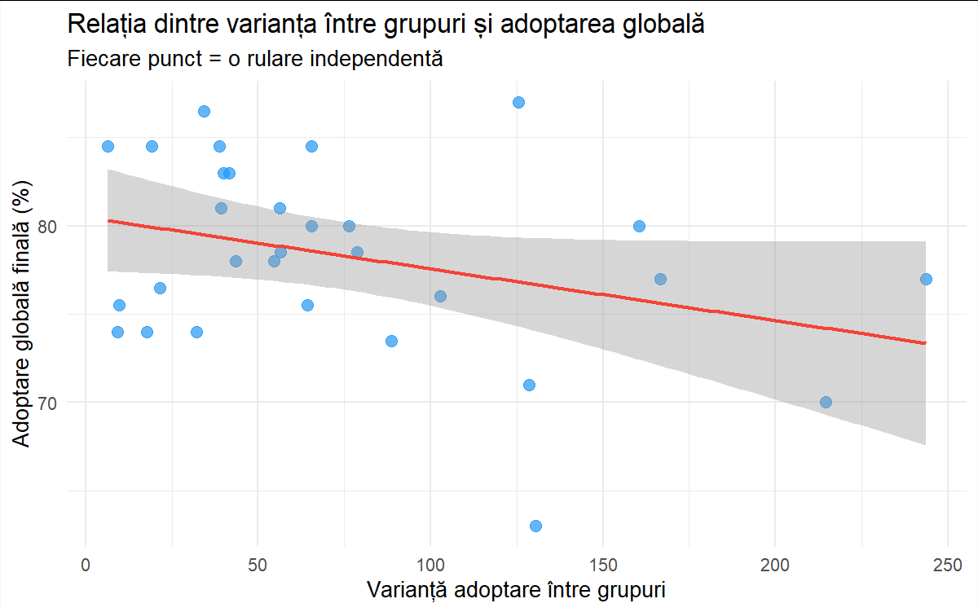 Relația dintre varianța între grupuri și adoptarea globală
Fiecare punct = o rulare independentă
Adoptare globală finală (%)
80
70
0 50 100 150 200 250
Varianță adoptare între grupuri